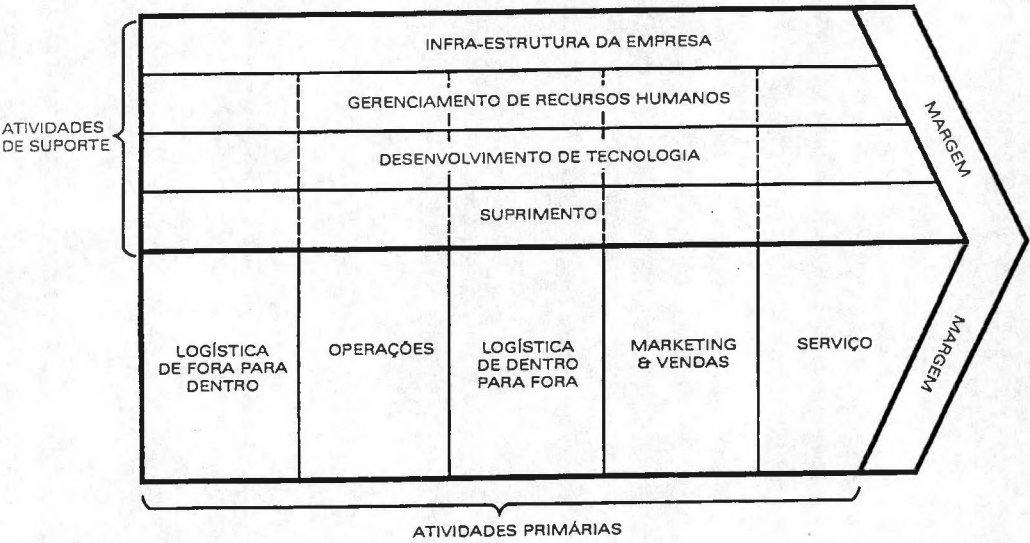 INFRA-ESTRUTURA DA EMPRESA
GERENCIAMENTO DE RECURSOS HUMANOS
DESENVOLVIMENTO DE TECNOLOGIA
SUPRIMENTO
ATIVIDADES
DE SUPORTE
MARGEM
LOGÍSTICA
DE FORA PARA
DENTRO
OPERAÇÕES
LOGÍSTICA
DE DENTRO
PARA FORA
MARKETING
& VENDAS
SERVIÇO
MARGEM
ATIVIDADES PRIMÁRIAS